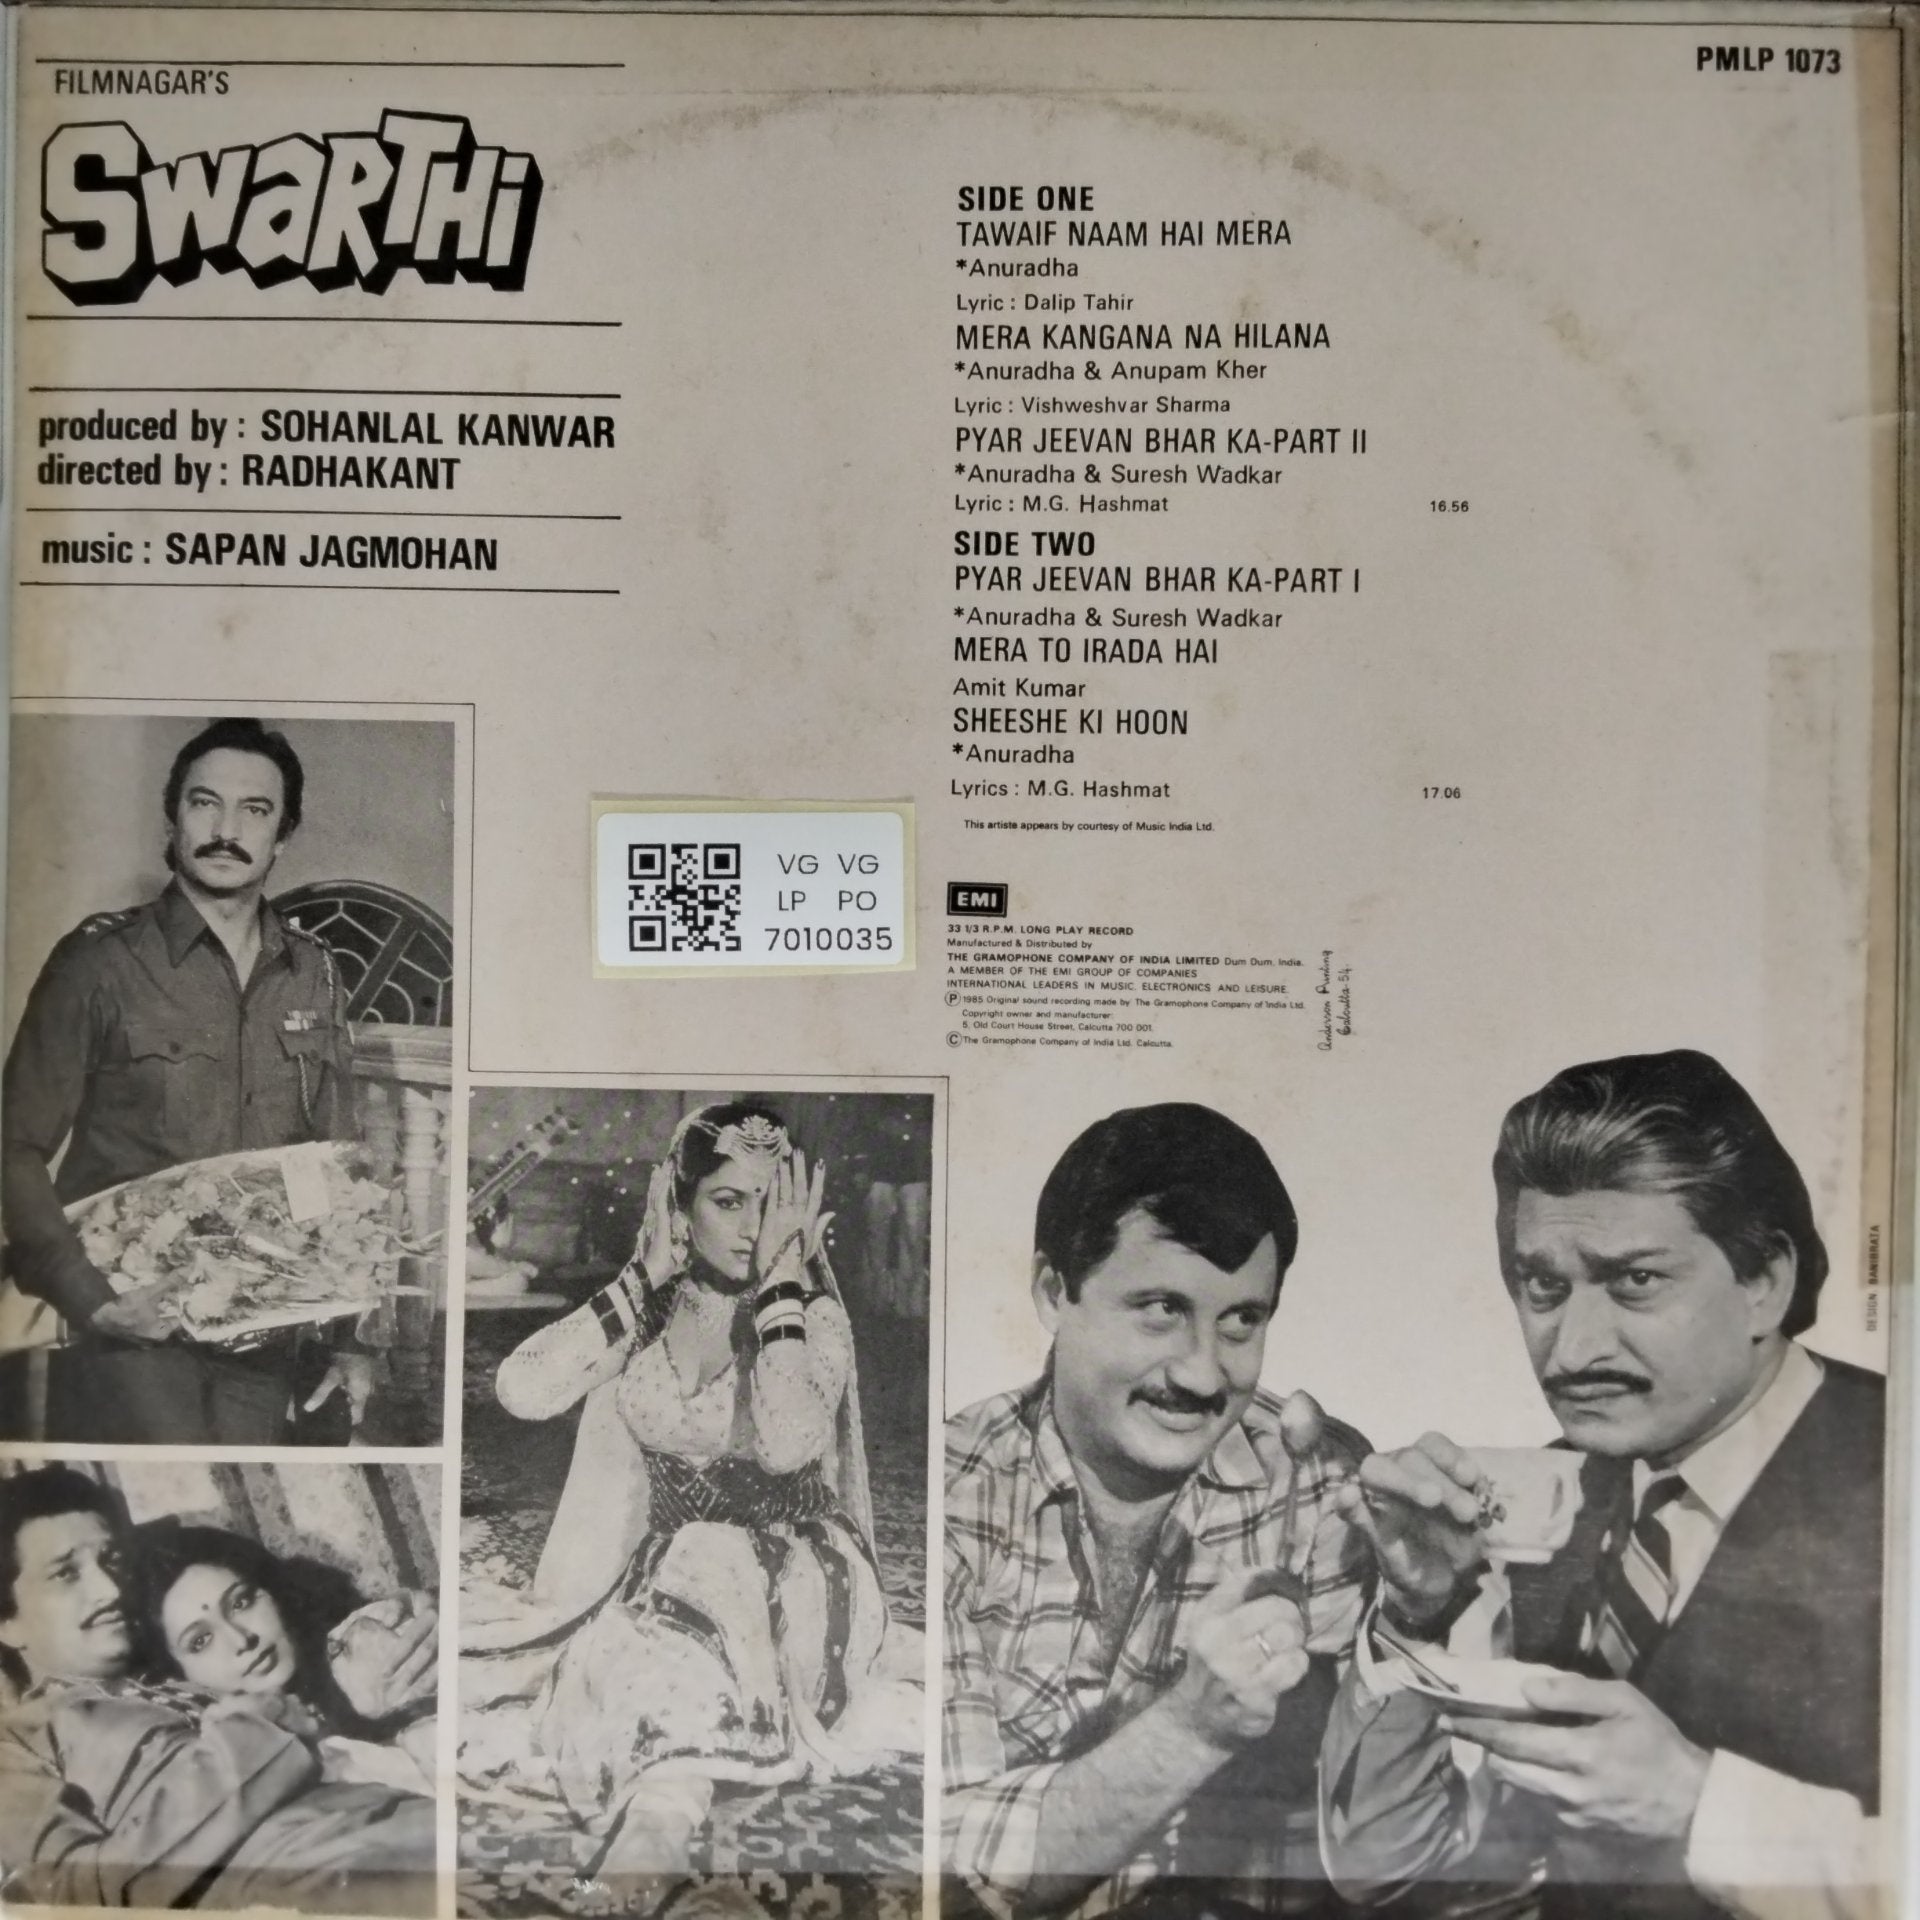 FILMNAGAR'S
SWARTHI
produced by : SOHANLAL KANWAR
directed by : RADHAKANT
music : SAPAN JAGMOHAN
PMLP 1073
SIDE ONE
TAWAIF NAAM HAI MERA
*Anuradha
Lyric : Dalip Tahir
MERA KANGANA NA HILANA
*Anuradha & Anupam Kher
Lyric : Vishweshvar Sharma
PYAR JEEVAN BHAR KA-PART II
*Anuradha & Suresh Wadkar
Lyric : M.G. Hashmat 16.56
SIDE TWO
PYAR JEEVAN BHAR KA-PART I
*Anuradha & Suresh Wadkar
MERA TO IRADA HAI
Amit Kumar
SHEESHE KI HOON
*Anuradha
Lyrics : M.G. Hashmat 17.06
This artiste appears by courtesy of Music India Ltd.
VG VG
LP PO
7010035
EMI
33 1/3 R.P.M. LONG PLAY RECORD
Manufactured & Distributed by
THE GRAMOPHONE COMPANY OF INDIA LIMITED Dum Dum, India.
A MEMBER OF THE EMI GROUP OF COMPANIES
INTERNATIONAL LEADERS IN MUSIC, ELECTRONICS AND LEISURE.
Ⓟ 1985 Original sound recording made by The Gramophone Company of India Ltd.
Copyright owner and manufacturer:
5, Old Court House Street, Calcutta 700 001.
© The Gramophone Company of India Ltd. Calcutta.
Anderson Printing
Calcutta-54.
DESIGN BANIBRATA